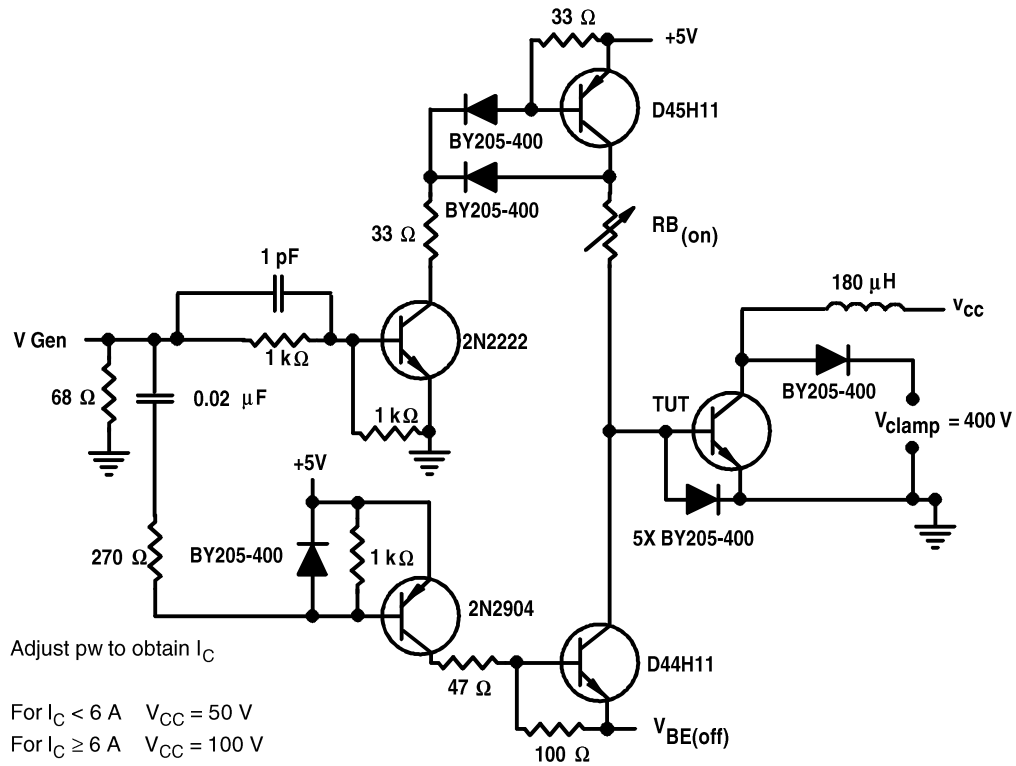 33 Ω
+5V
D45H11
BY205-400
BY205-400
33 Ω
RB(on)
1 pF
180 µH
VCC
V Gen
1 kΩ
2N2222
BY205-400
68 Ω
0.02 µF
1 kΩ
TUT
Vclamp = 400 V
+5V
5X BY205-400
270 Ω
BY205-400
1 kΩ
2N2904
Adjust pw to obtain IC
D44H11
47 Ω
For IC < 6 A VCC = 50 V
VBE(off)
For IC ≥ 6 A VCC = 100 V
100 Ω